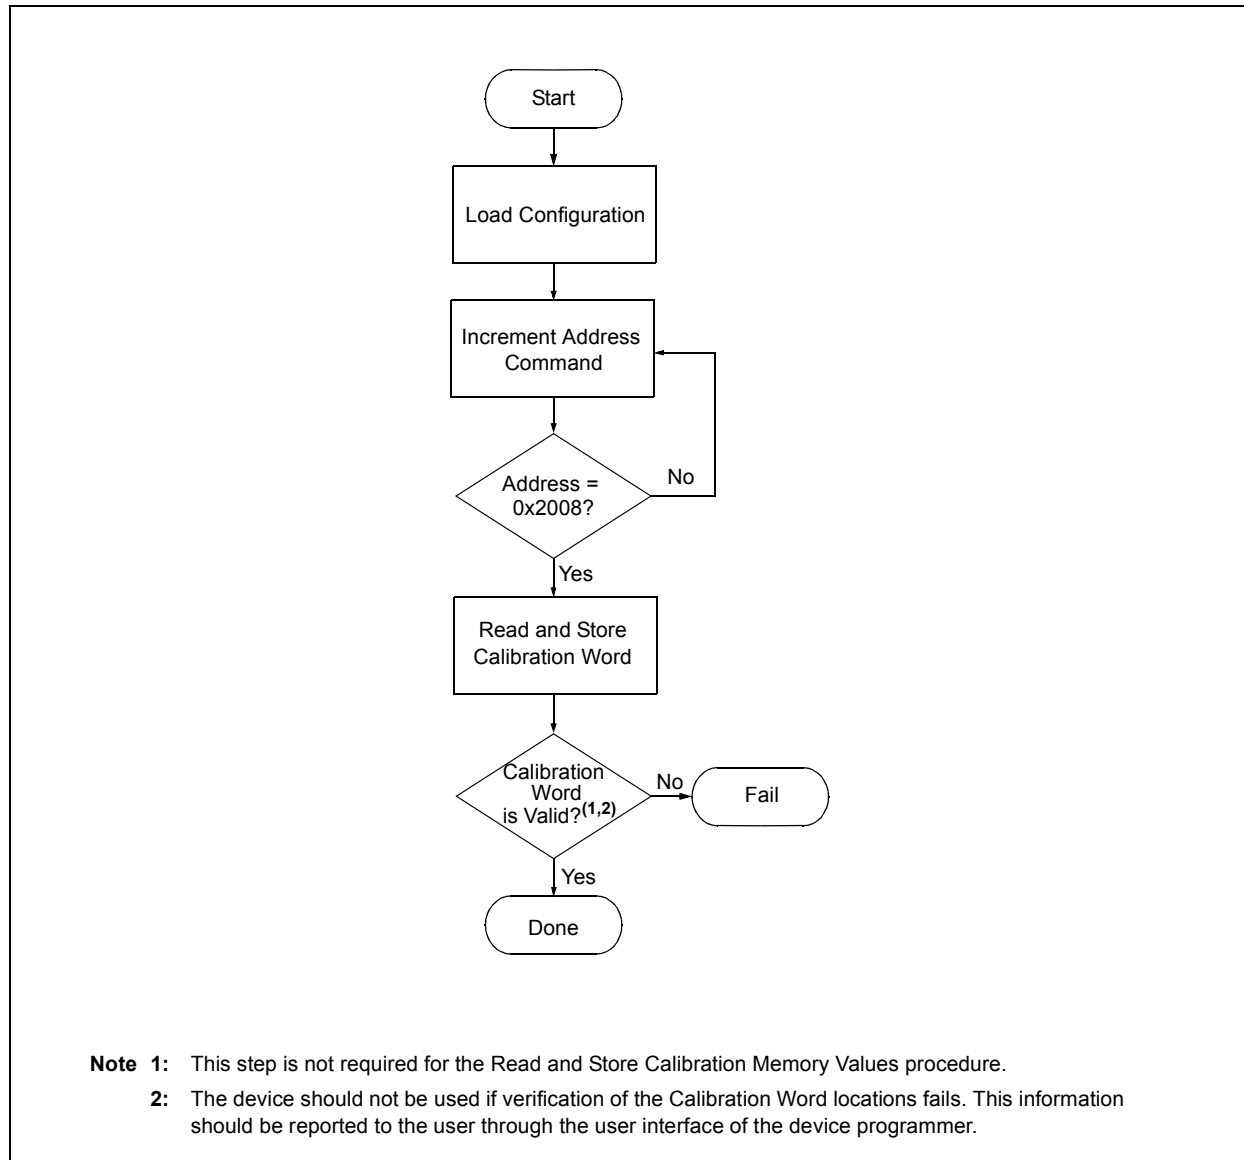 Start
Load Configuration
Increment Address
Command
Address =
0x2008?
No
Yes
Read and Store
Calibration Word
Calibration
Word
is Valid?(1,2)
No
Fail
Yes
Done
Note 1: This step is not required for the Read and Store Calibration Memory Values procedure.
2: The device should not be used if verification of the Calibration Word locations fails. This information
should be reported to the user through the user interface of the device programmer.